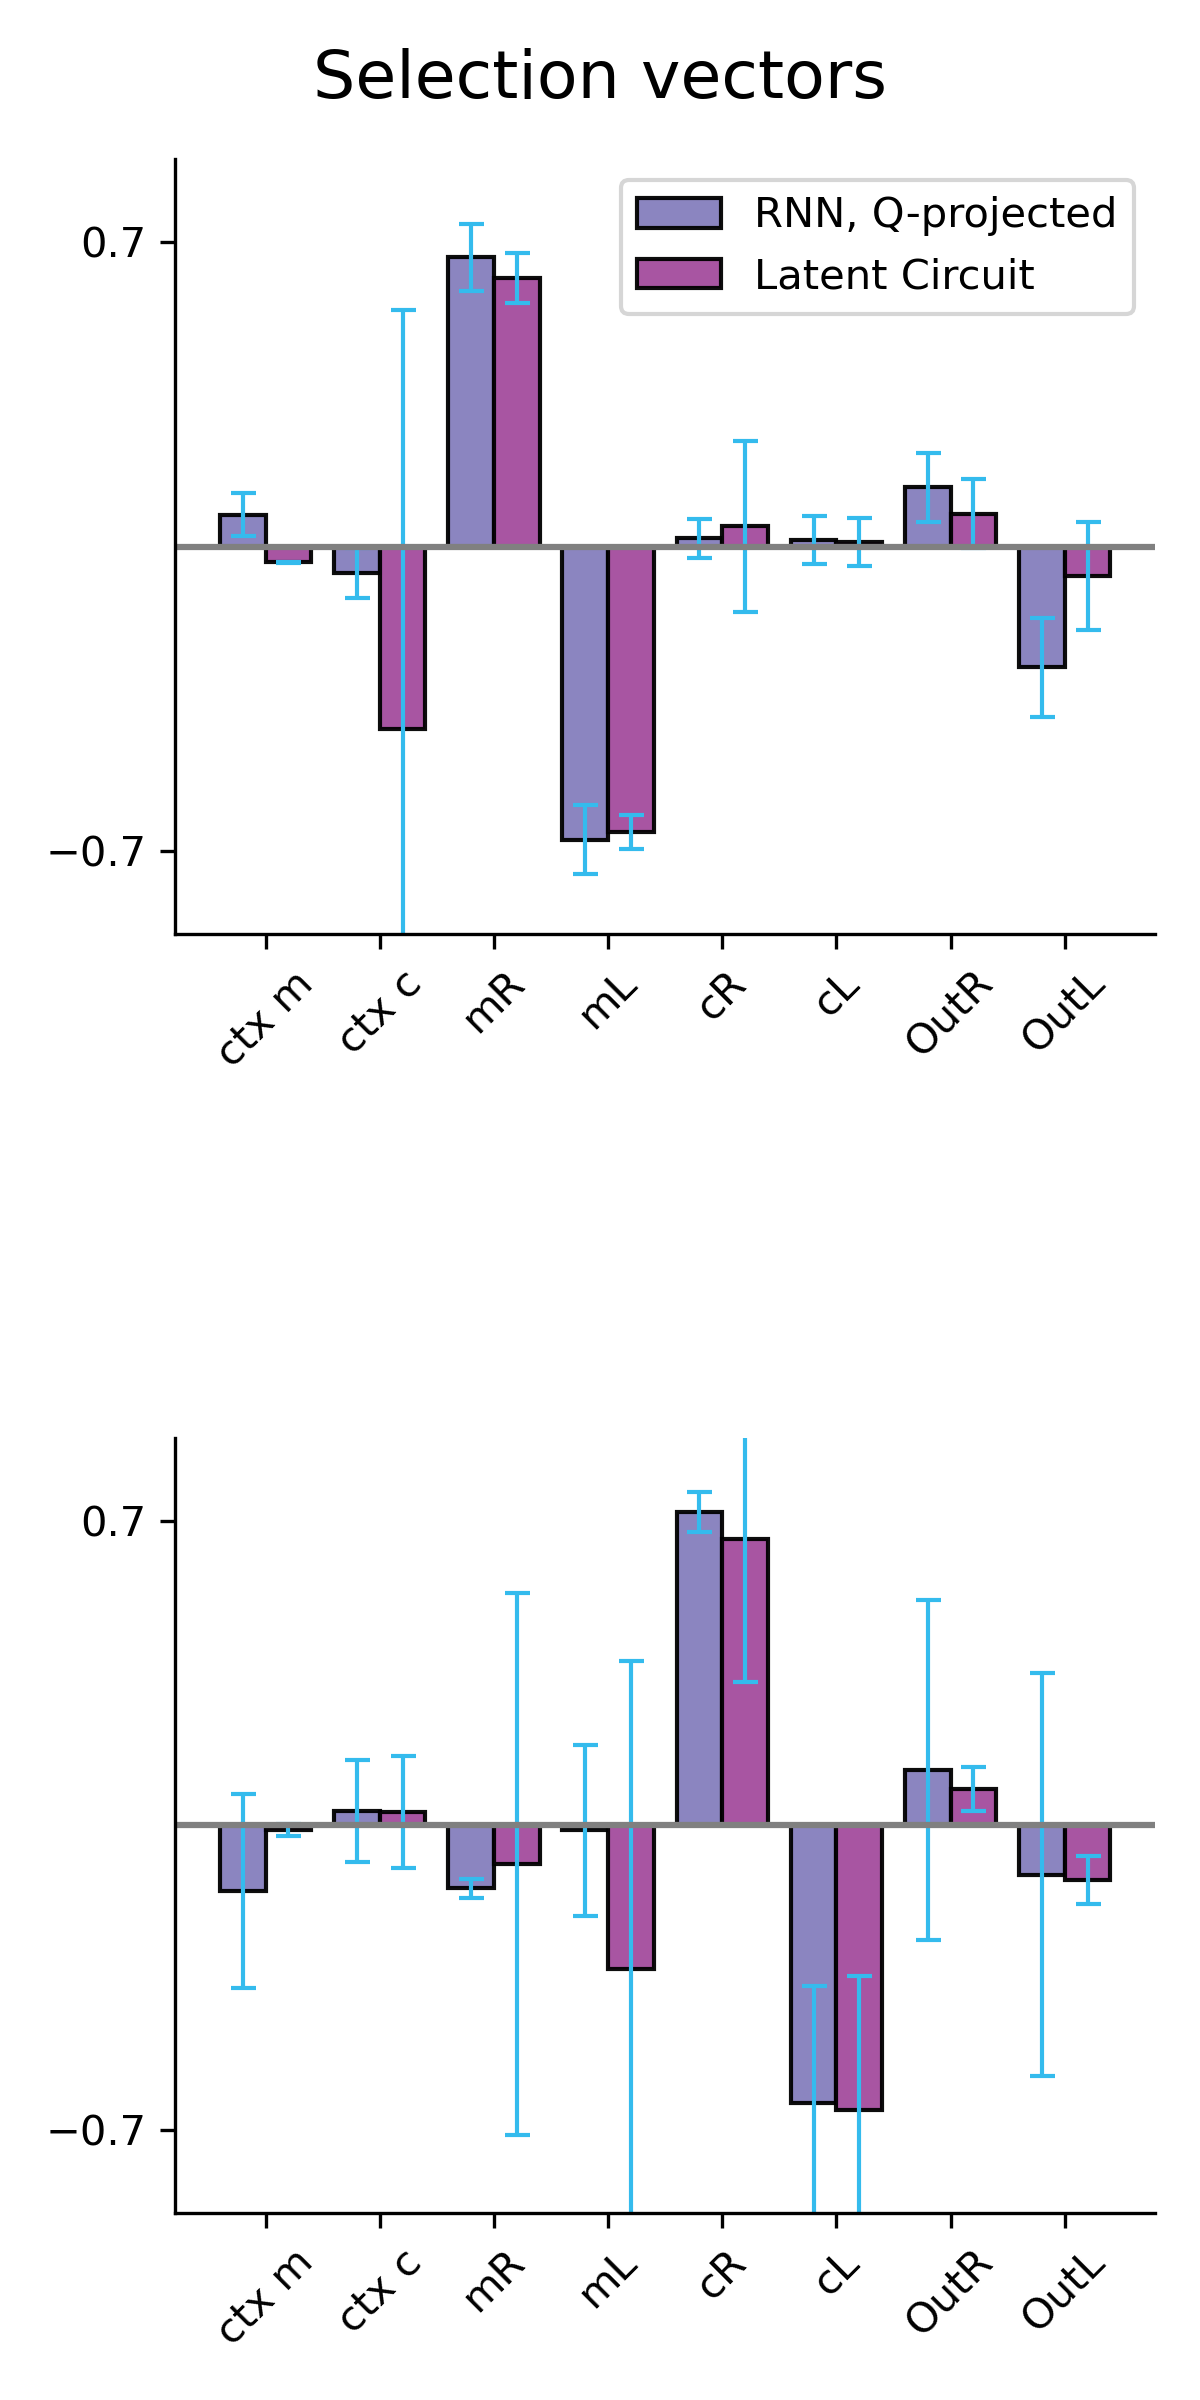 Selection vectors
0.7
−0.7
RNN, Q-projected
Latent Circuit
ctx m
ctx c
mR
mL
cR
cL
OutR
OutL
0.7
−0.7
ctx m
ctx c
mR
mL
cR
cL
OutR
OutL